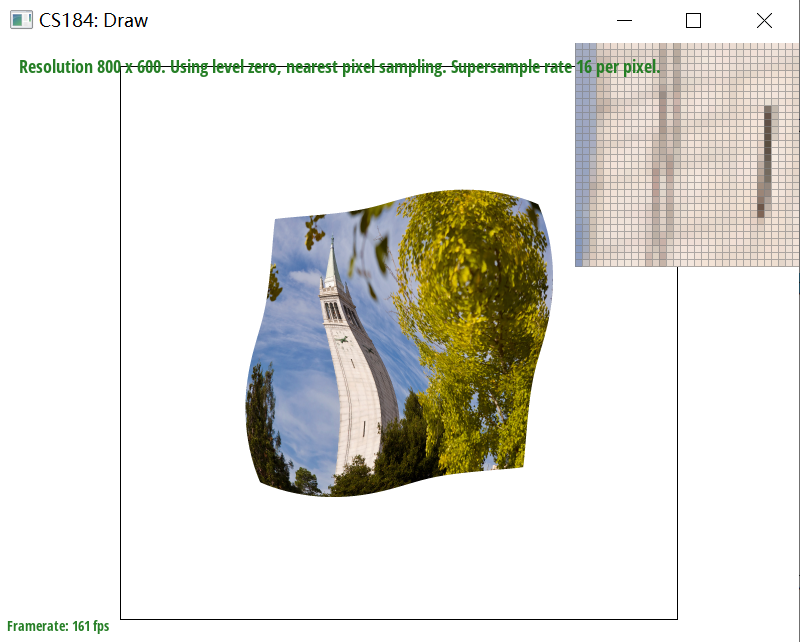 CS184: Draw
Resolution 800 x 600. Using level zero, nearest pixel sampling. Supersample rate 16 per pixel.
Framerate: 161 fps